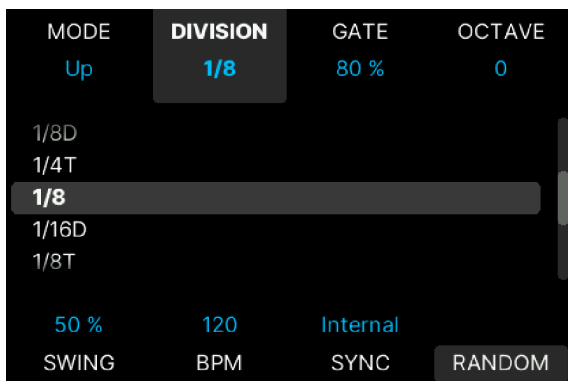 MODE DIVISION GATE OCTAVE
Up 1/8 80 % 0
1/8D
1/4T
1/8
1/16D
1/8T
50 % 120 Internal
SWING BPM SYNC RANDOM